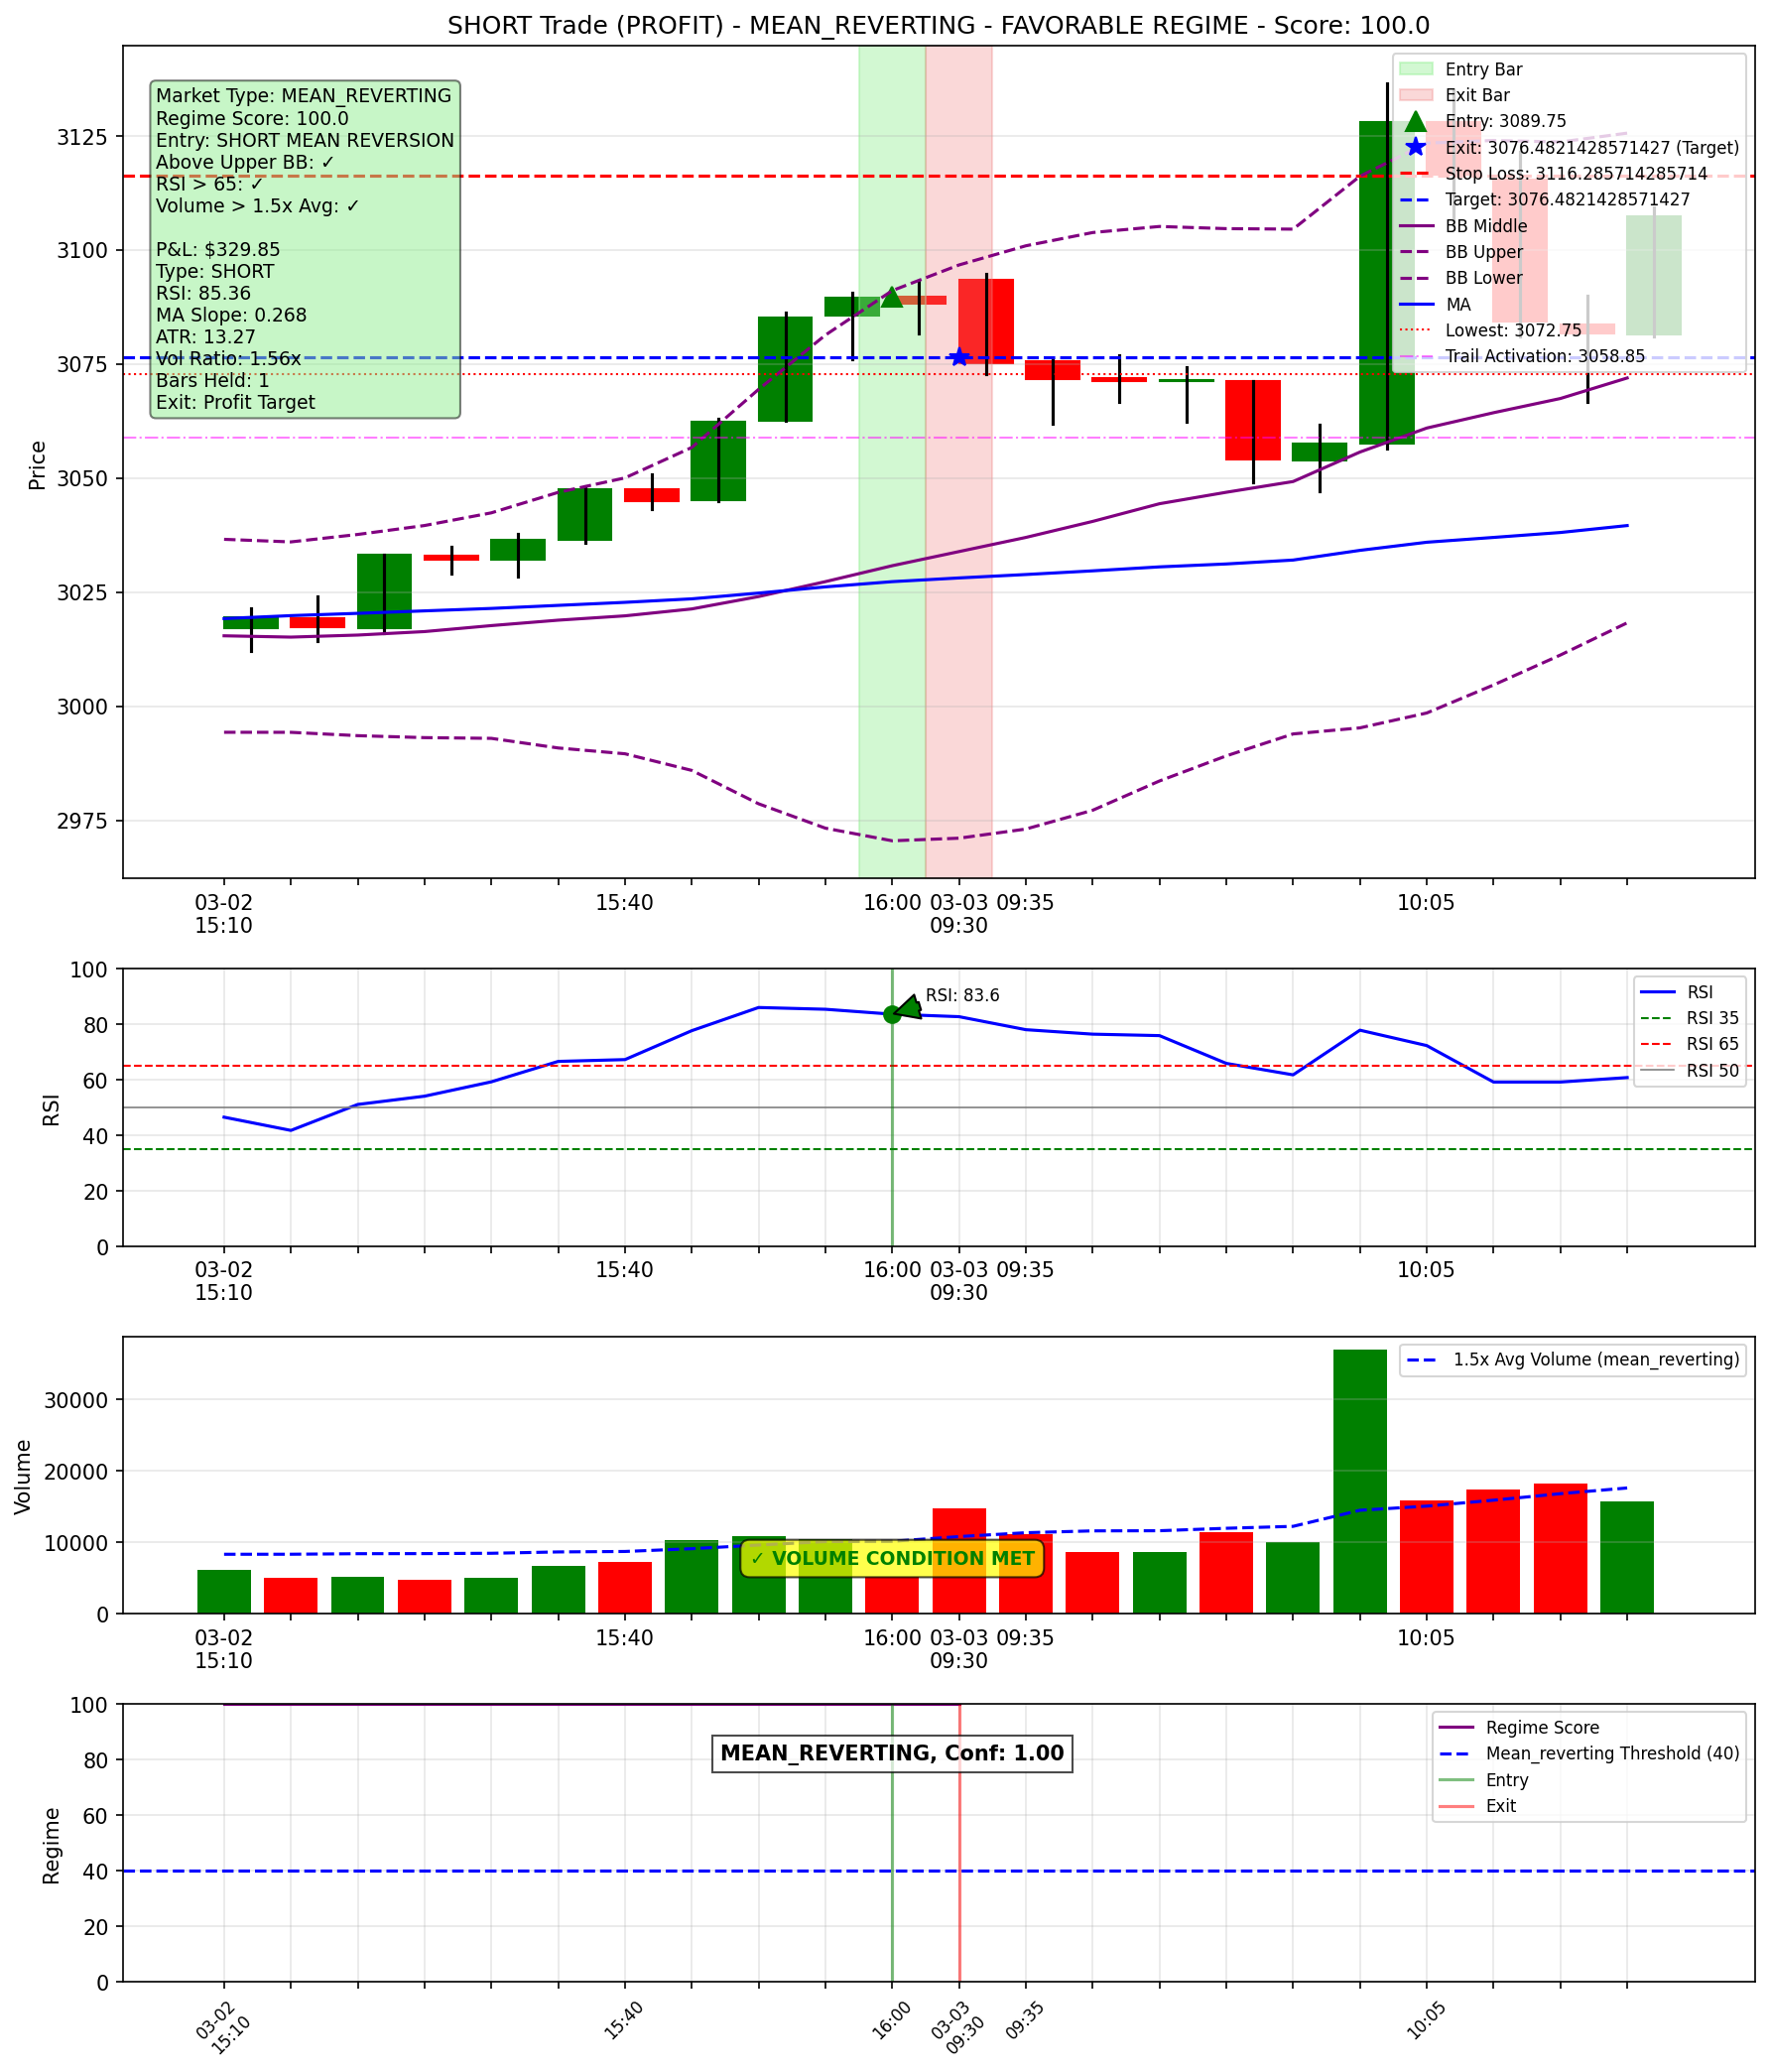 SHORT Trade (PROFIT) - MEAN_REVERTING - FAVORABLE REGIME - Score: 100.0
Market Type: MEAN_REVERTING
Regime Score: 100.0
Entry: SHORT MEAN REVERSION
Above Upper BB: ✓
RSI > 65: ✓
Volume > 1.5x Avg: ✓
P&L: $329.85
Type: SHORT
RSI: 85.36
MA Slope: 0.268
ATR: 13.27
Vol Ratio: 1.56x
Bars Held: 1
Exit: Profit Target
Entry Bar
Exit Bar
Entry: 3089.75
Exit: 3076.4821428571427 (Target)
Stop Loss: 3116.285714285714
Target: 3076.4821428571427
BB Middle
BB Upper
BB Lower
MA
Lowest: 3072.75
Trail Activation: 3058.85
Price
3125
3100
3075
3050
3025
3000
2975
03-02
15:10
15:40
16:00
03-03
09:30
09:35
10:05
RSI
100
80
60
40
20
0
RSI: 83.6
RSI
RSI 35
RSI 65
RSI 50
03-02
15:10
15:40
16:00
03-03
09:30
09:35
10:05
Volume
30000
20000
10000
0
1.5x Avg Volume (mean_reverting)
✓ VOLUME CONDITION MET
03-02
15:10
15:40
16:00
03-03
09:30
09:35
10:05
Regime
100
80
60
40
20
0
MEAN_REVERTING, Conf: 1.00
Regime Score
Mean_reverting Threshold (40)
Entry
Exit
03-02
15:10
15:40
16:00
03-03
09:30
09:35
10:05